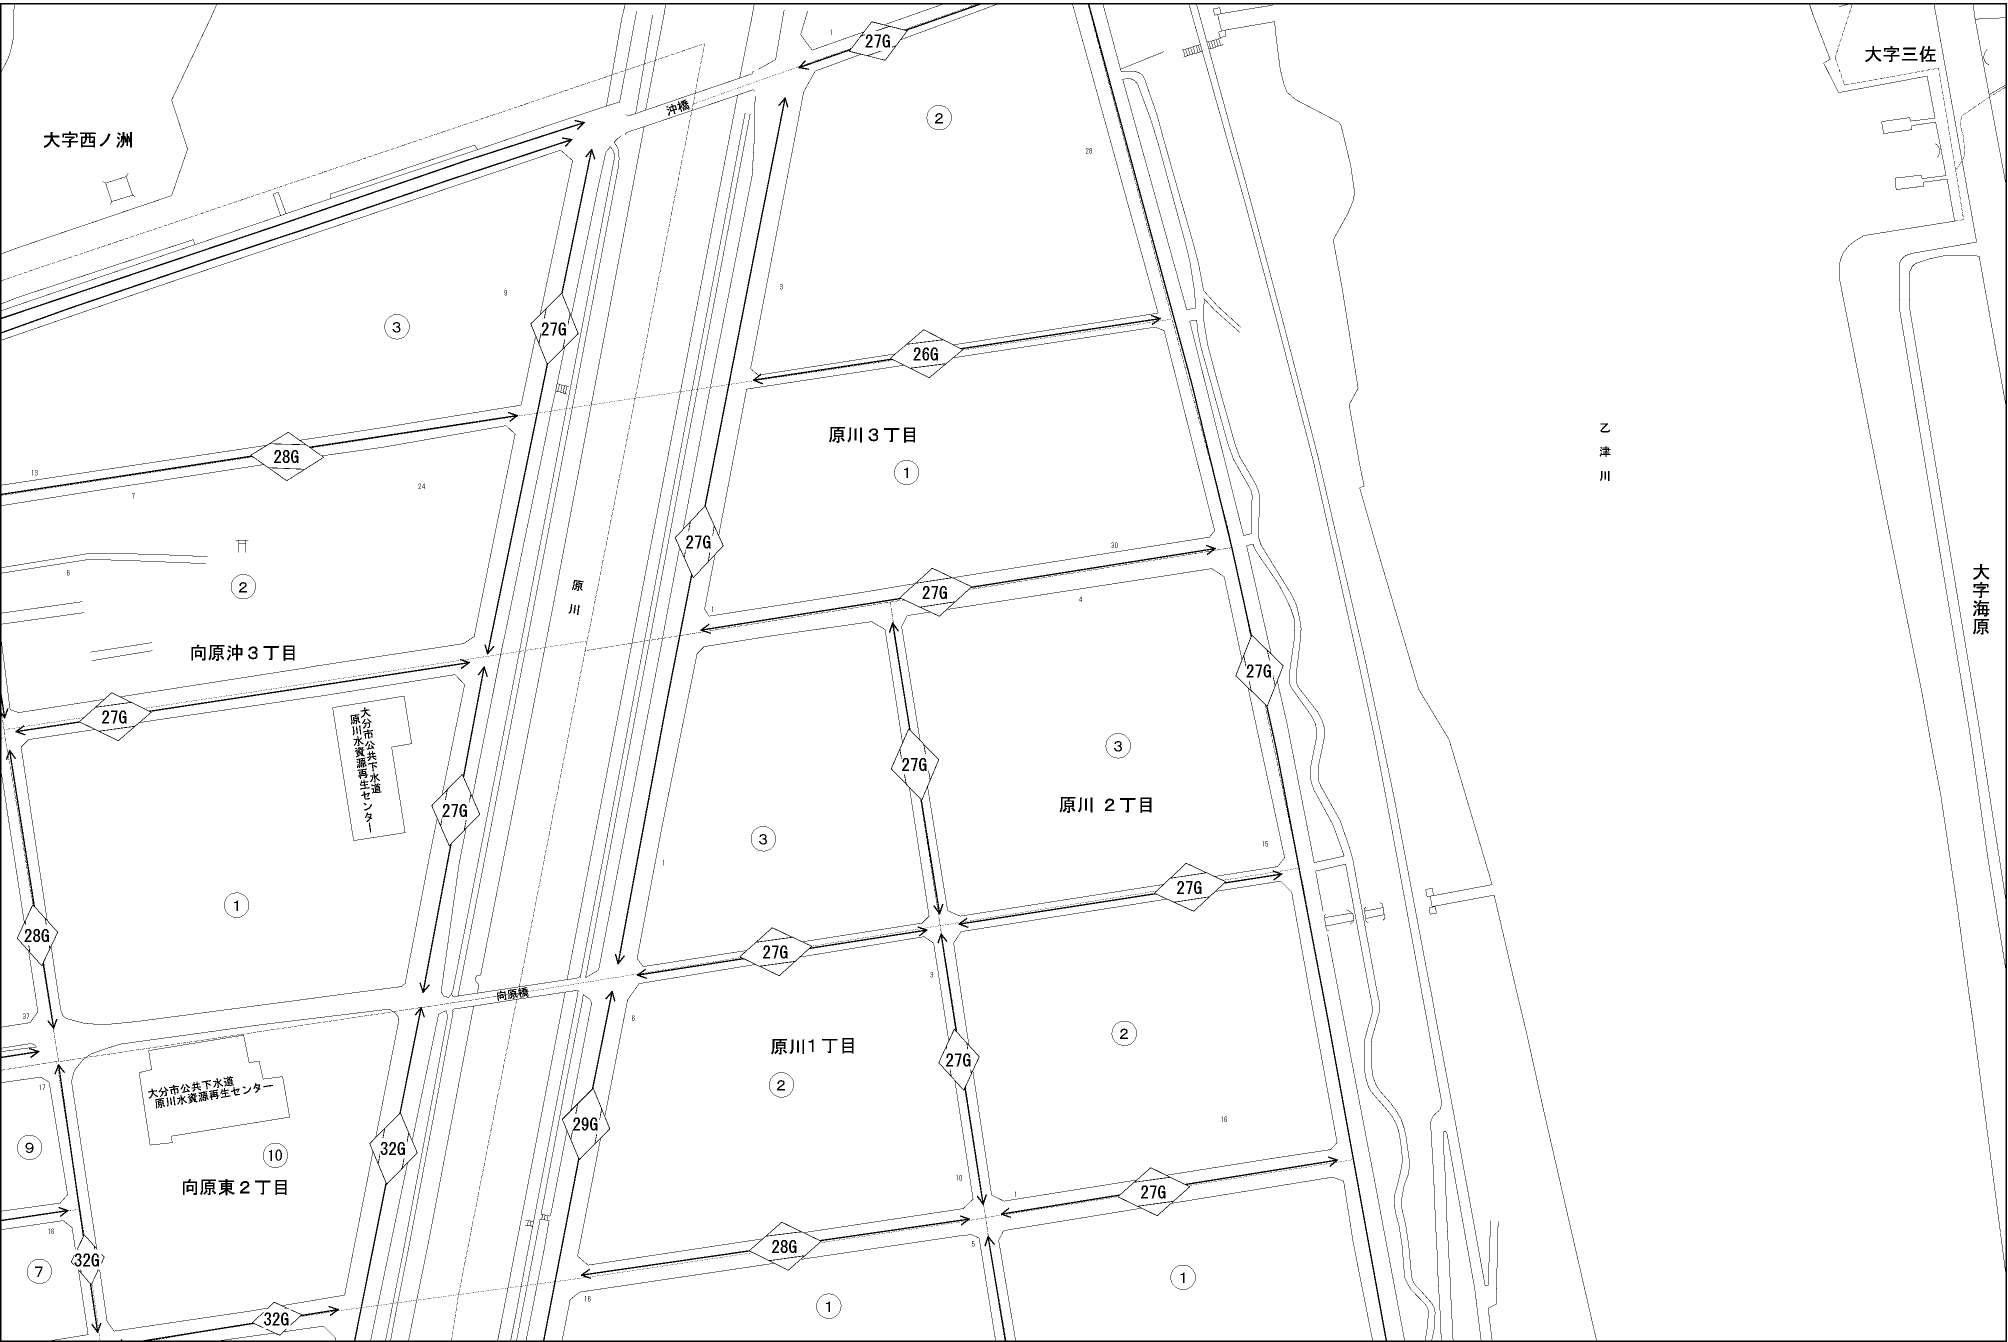 27G
1
大字三佐
沖橋
2
大字西ノ洲
28
3
9
27G
3
26G
原川3丁目
28G
1
13
7
24
乙津川
27G
30
6
2
原川
27G
4
大字海原
向原沖3丁目
27G
27G
大分市公共下水道
原川水資源再生センター
27G
3
27G
原川 2丁目
3
15
1
27G
1
28G
27G
3
向原橋
37
6
2
原川1丁目
27G
17
大分市公共下水道
原川水資源再生センター
2
29G
16
9
32G
10
10
向原東2丁目
1
27G
16
5
28G
32G
7
1
16
1
32G